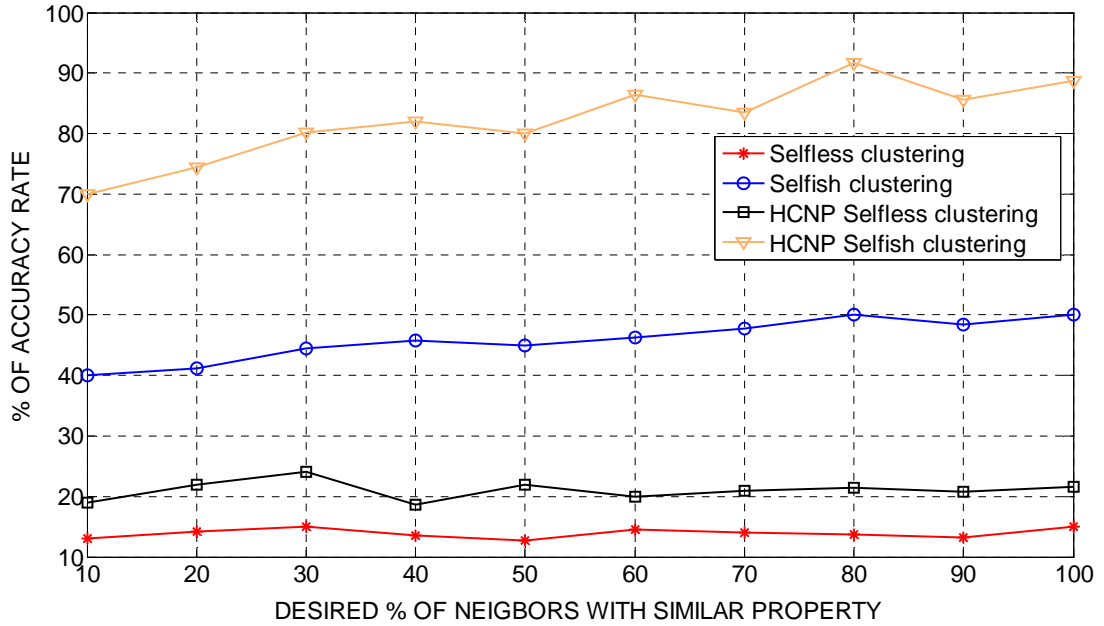 % OF ACCURACY RATE
100
90
80
70
60
50
40
30
20
10
Selfless clustering
Selfish clustering
HCNP Selfless clustering
HCNP Selfish clustering
10 20 30 40 50 60 70 80 90 100
DESIRED % OF NEIGBORS WITH SIMILAR PROPERTY